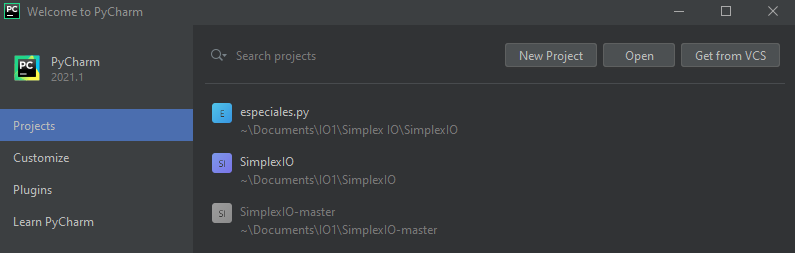 PC Welcome to PyCharm
PC PyCharm
2021.1
Projects
Customize
Plugins
Learn PyCharm
Search projects
New Project
Open
Get from VCS
E especiales.py
~\Documents\IO1\Simplex IO\SimplexIO
SI SimplexIO
~\Documents\IO1\SimplexIO
SI SimplexIO-master
~\Documents\IO1\SimplexIO-master